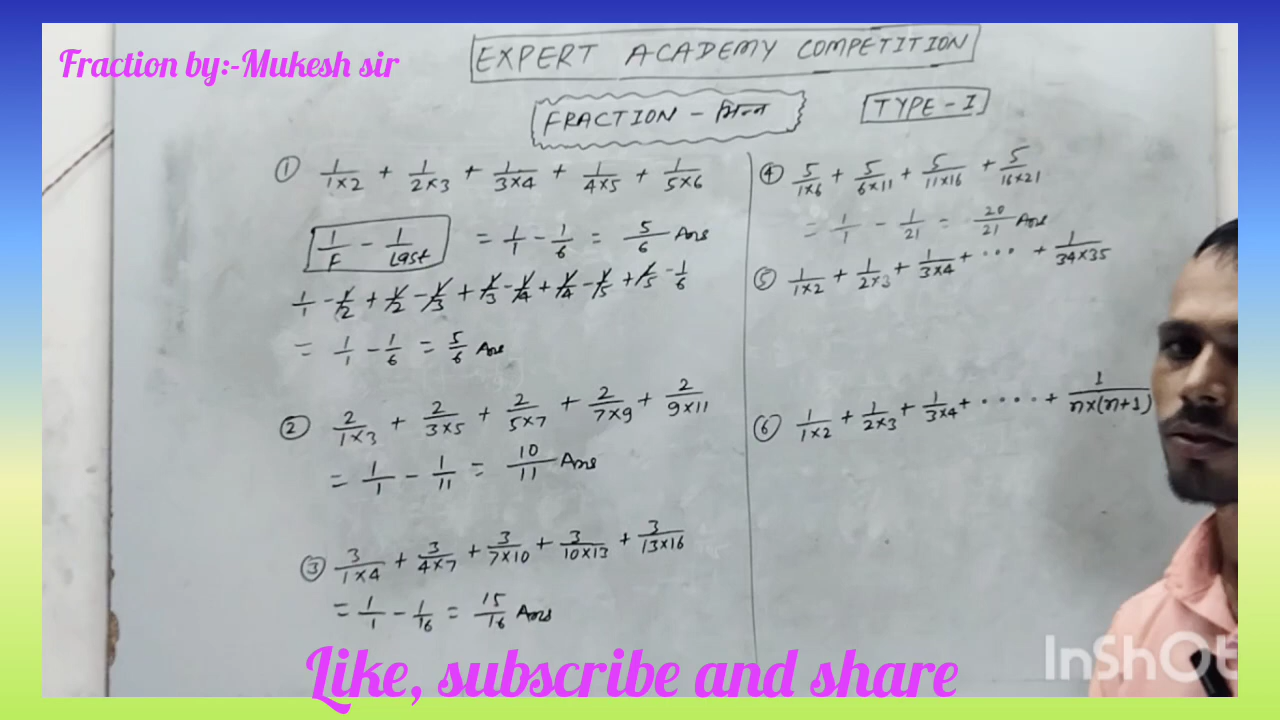 Fraction by:-Mukesh sir
EXPERT ACADEMY COMPETITION
FRACTION - भिन्न
TYPE - I
① 1/1×2 + 1/2×3 + 1/3×4 + 1/4×5 + 1/5×6
1/F - 1/Last = 1/1 - 1/6 = 5/6 Ans
1/1 - 1/2 + 1/2 - 1/3 + 1/3 - 1/4 + 1/4 - 1/5 + 1/5 - 1/6
= 1/1 - 1/6 = 5/6 Ans
② 2/1×3 + 2/3×5 + 2/5×7 + 2/7×9 + 2/9×11
= 1/1 - 1/11 = 10/11 Ans
③ 3/1×4 + 3/4×7 + 3/7×10 + 3/10×13 + 3/13×16
= 1/1 - 1/16 = 15/16 Ans
④ 5/1×6 + 5/6×11 + 5/11×16 + 5/16×21
= 1/1 - 1/21 = 20/21 Ans
⑤ 1/1×2 + 1/2×3 + 1/3×4 + ... + 1/34×35
⑥ 1/1×2 + 1/2×3 + 1/3×4 + .... + 1/n×(n+1)
Like, subscribe and share
InShOt